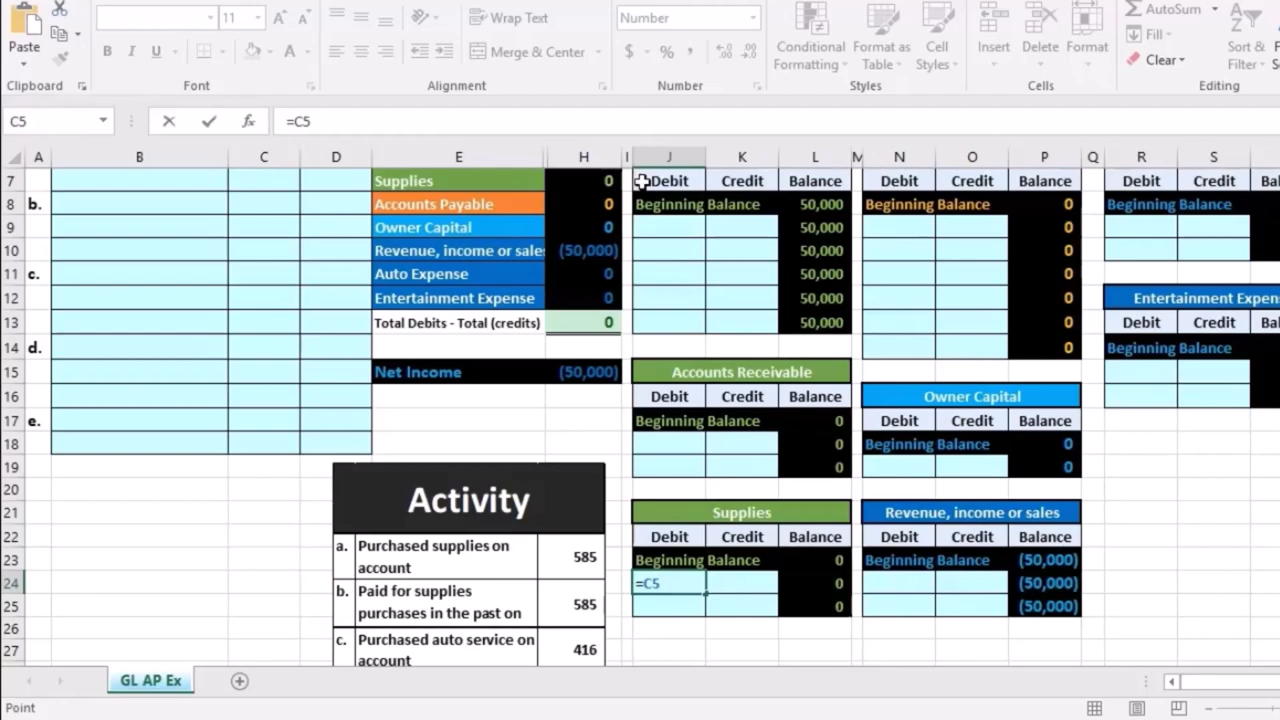 11 Wrap Text Number AutoSum
Paste B I U A Merge & Center $ % Conditional Formatting Format as Table Cell Styles Insert Delete Format Fill Clear Sort & Filter
Clipboard Font Alignment Number Styles Cells Editing
C5 fx =C5
A B C D E H I J K L M N O P Q R S
7 Supplies 0 Debit Credit Balance Debit Credit Balance Debit Credit
8 b. Accounts Payable 0 Beginning Balance 50,000 Beginning Balance 0 Beginning Balance
9 Owner Capital 0 50,000 0
10 Revenue, income or sales (50,000) 50,000 0
11 c. Auto Expense 0 50,000 0
12 Entertainment Expense 0 50,000 0 Entertainment Expen
13 Total Debits - Total (credits) 0 50,000 0 Debit Credit
14 d. 0 Beginning Balance
15 Net Income (50,000) Accounts Receivable
16 Debit Credit Balance Owner Capital
17 e. Beginning Balance 0 Debit Credit Balance
18 0 Beginning Balance 0
19 0 0
20 Activity
21 Supplies Revenue, income or sales
22 Debit Credit Balance Debit Credit Balance
a. Purchased supplies on account 585
23 Beginning Balance 0 Beginning Balance (50,000)
24 =C5 0 (50,000)
b. Paid for supplies purchases in the past on 585
25 0 (50,000)
26
c. Purchased auto service on account 416
27
GL AP Ex
Point